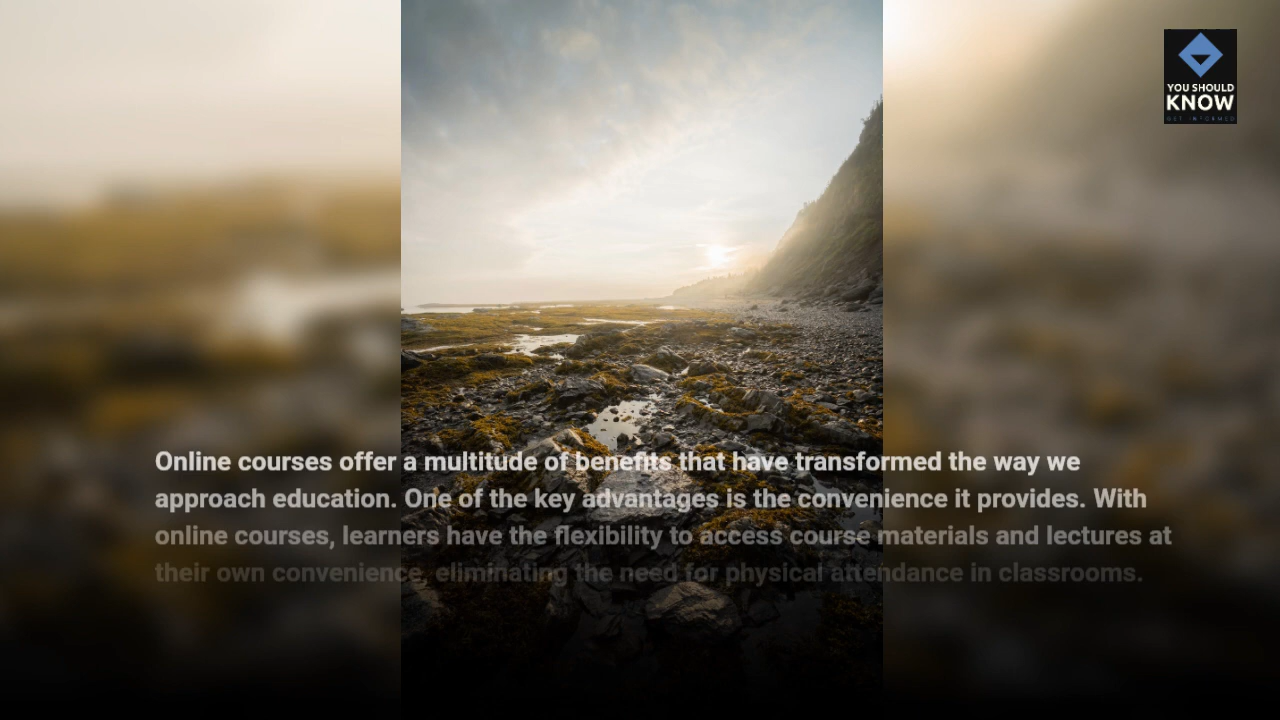 YOU SHOULD
KNOW
GET INFORMED
Online courses offer a multitude of benefits that have transformed the way we
approach education. One of the key advantages is the convenience it provides. With
online courses, learners have the flexibility to access course materials and lectures at
their own convenience, eliminating the need for physical attendance in classrooms.